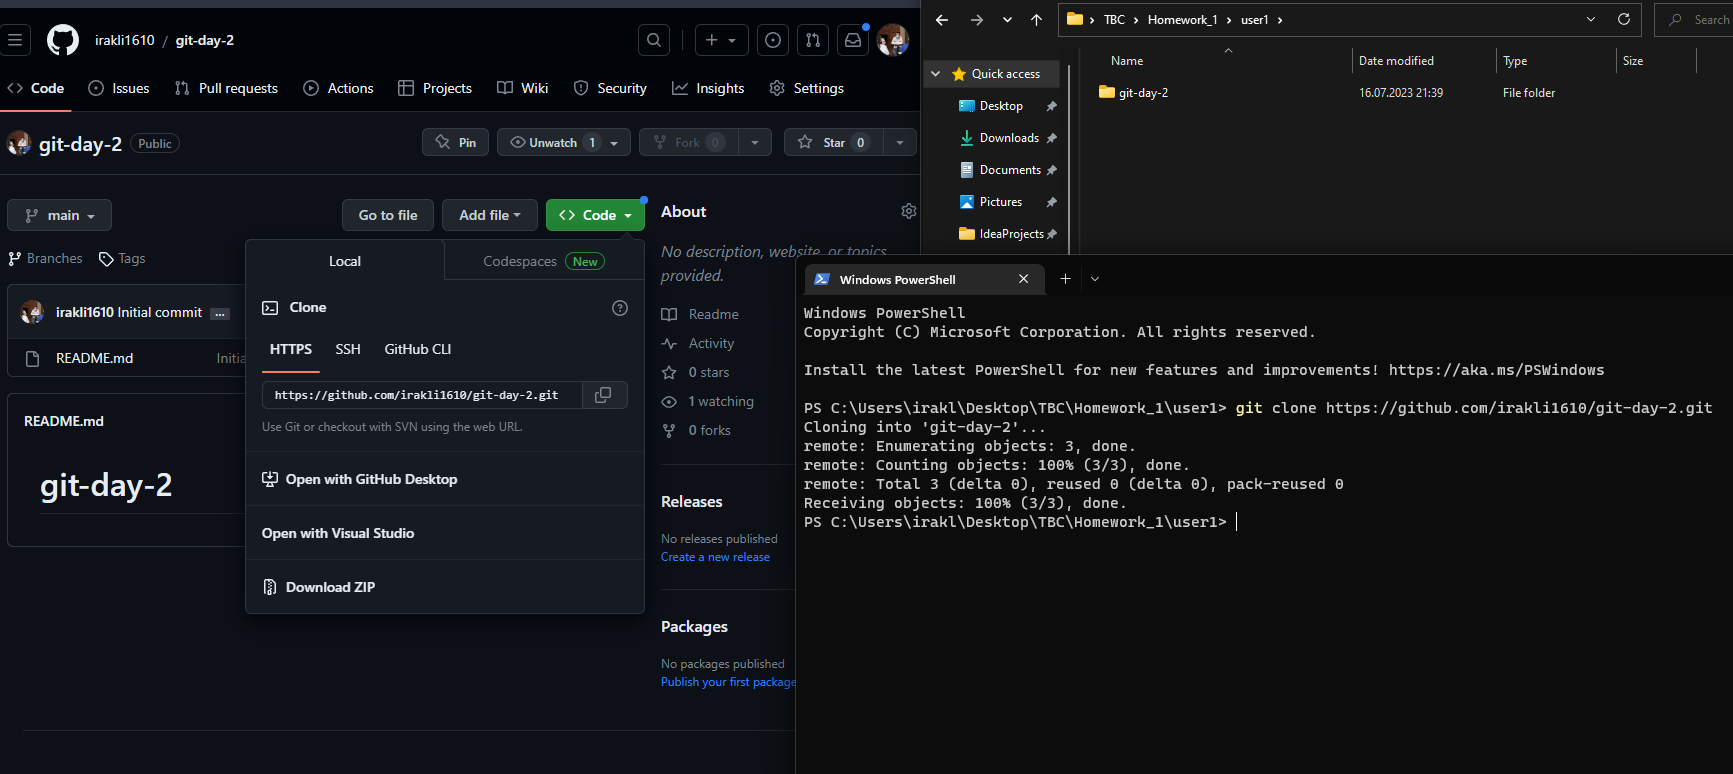 irakli1610 / git-day-2
Code Issues Pull requests Actions Projects Wiki Security Insights Settings
git-day-2 Public
Pin Unwatch 1 Fork 0 Star 0
main Go to file Add file Code
Branches Tags
Local Codespaces New
irakli1610 Initial commit ...
README.md
Clone
HTTPS SSH GitHub CLI
https://github.com/irakli1610/git-day-2.git
Use Git or checkout with SVN using the web URL.
Open with GitHub Desktop
Open with Visual Studio
Download ZIP
README.md
git-day-2
About
No description, website, or topics
provided.
Readme
Activity
0 stars
1 watching
0 forks
Releases
No releases published
Create a new release
Packages
No packages published
Publish your first package
TBC > Homework_1 > user1 >
Search
Name Date modified Type Size
git-day-2 16.07.2023 21:39 File folder
Quick access
Desktop
Downloads
Documents
Pictures
IdeaProjects
Windows PowerShell
Windows PowerShell
Copyright (C) Microsoft Corporation. All rights reserved.
Install the latest PowerShell for new features and improvements! https://aka.ms/PSWindows
PS C:\Users\irakl\Desktop\TBC\Homework_1\user1> git clone https://github.com/irakli1610/git-day-2.git
Cloning into 'git-day-2'...
remote: Enumerating objects: 3, done.
remote: Counting objects: 100% (3/3), done.
remote: Total 3 (delta 0), reused 0 (delta 0), pack-reused 0
Receiving objects: 100% (3/3), done.
PS C:\Users\irakl\Desktop\TBC\Homework_1\user1>